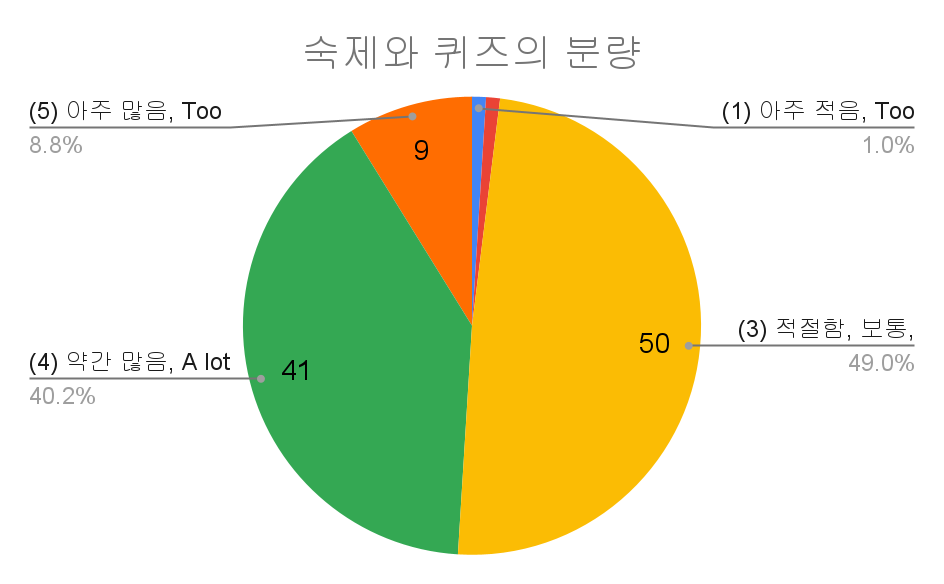 숙제와 퀴즈의 분량
(5) 아주 많음, Too
8.8%
(1) 아주 적음, Too
1.0%
9
(3) 적절함, 보통,
49.0%
50
(4) 약간 많음, A lot
40.2%
41